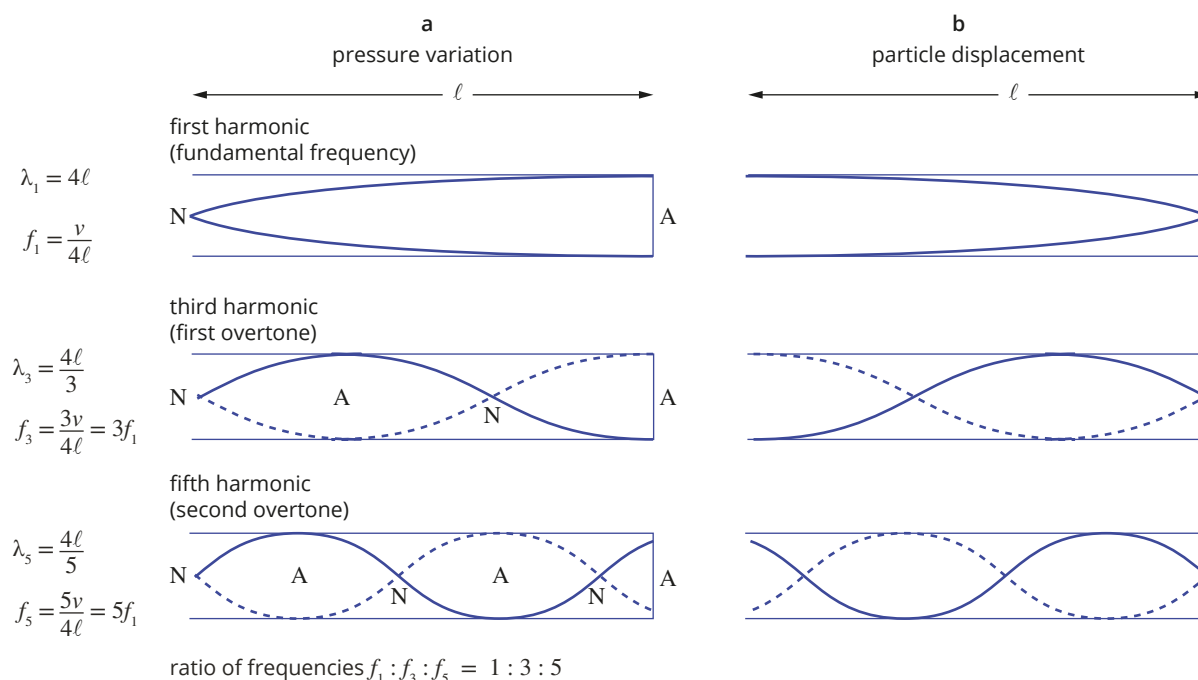 a
pressure variation
ℓ
b
particle displacement
ℓ
first harmonic
(fundamental frequency)
λ₁ = 4ℓ
f₁ = v/4ℓ
N
A
third harmonic
(first overtone)
λ₃ = 4ℓ/3
f₃ = 3v/4ℓ = 3f₁
N
A
N
A
fifth harmonic
(second overtone)
λ₅ = 4ℓ/5
f₅ = 5v/4ℓ = 5f₁
N
A
N
A
N
A
ratio of frequencies f₁ : f₃ : f₅ = 1 : 3 : 5